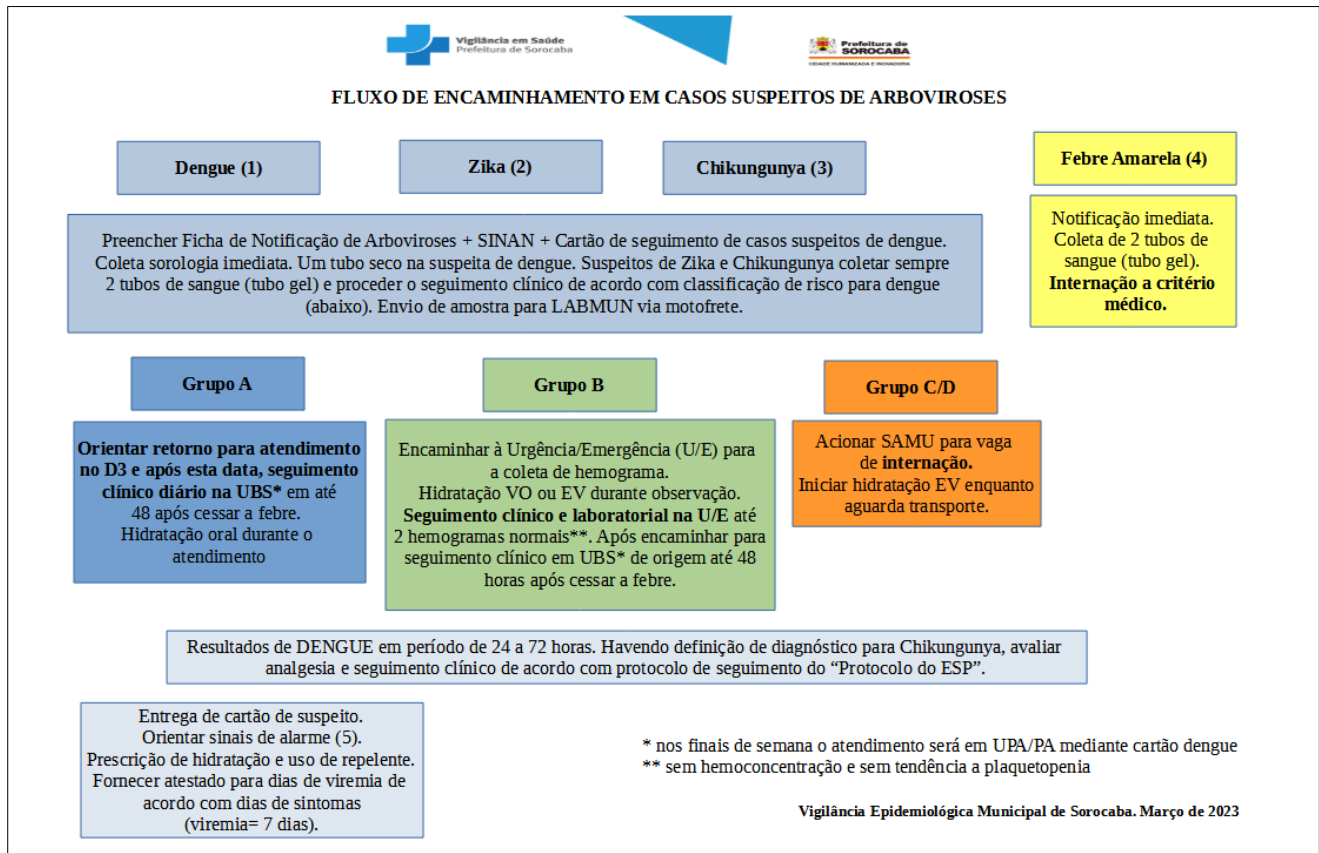 Vigilância em Saúde
Prefeitura de Sorocaba
Prefeitura de
SOROCABA
CIDADE HUMANIZADA E INOVADORA
FLUXO DE ENCAMINHAMENTO EM CASOS SUSPEITOS DE ARBOVIROSES
Dengue (1)
Zika (2)
Chikungunya (3)
Febre Amarela (4)
Preencher Ficha de Notificação de Arboviroses + SINAN + Cartão de seguimento de casos suspeitos de dengue.
Coleta sorologia imediata. Um tubo seco na suspeita de dengue. Suspeitos de Zika e Chikungunya coletar sempre
2 tubos de sangue (tubo gel) e proceder o seguimento clínico de acordo com classificação de risco para dengue
(abaixo). Envio de amostra para LABMUN via motofrete.
Notificação imediata.
Coleta de 2 tubos de
sangue (tubo gel).
Internação a critério
médico.
Grupo A
Orientar retorno para atendimento
no D3 e após esta data, seguimento
clínico diário na UBS* em até
48 após cessar a febre.
Hidratação oral durante o
atendimento
Grupo B
Encaminhar à Urgência/Emergência (U/E) para
a coleta de hemograma.
Hidratação VO ou EV durante observação.
Seguimento clínico e laboratorial na U/E até
2 hemogramas normais**. Após encaminhar para
seguimento clínico em UBS* de origem até 48
horas após cessar a febre.
Grupo C/D
Acionar SAMU para vaga
de internação.
Iniciar hidratação EV enquanto
aguarda transporte.
Resultados de DENGUE em período de 24 a 72 horas. Havendo definição de diagnóstico para Chikungunya, avaliar
analgesia e seguimento clínico de acordo com protocolo de seguimento do “Protocolo do ESP”.
Entrega de cartão de suspeito.
Orientar sinais de alarme (5).
Prescrição de hidratação e uso de repelente.
Fornecer atestado para dias de viremia de
acordo com dias de sintomas
(viremia= 7 dias).
* nos finais de semana o atendimento será em UPA/PA mediante cartão dengue
** sem hemoconcentração e sem tendência a plaquetopenia
Vigilância Epidemiológica Municipal de Sorocaba. Março de 2023